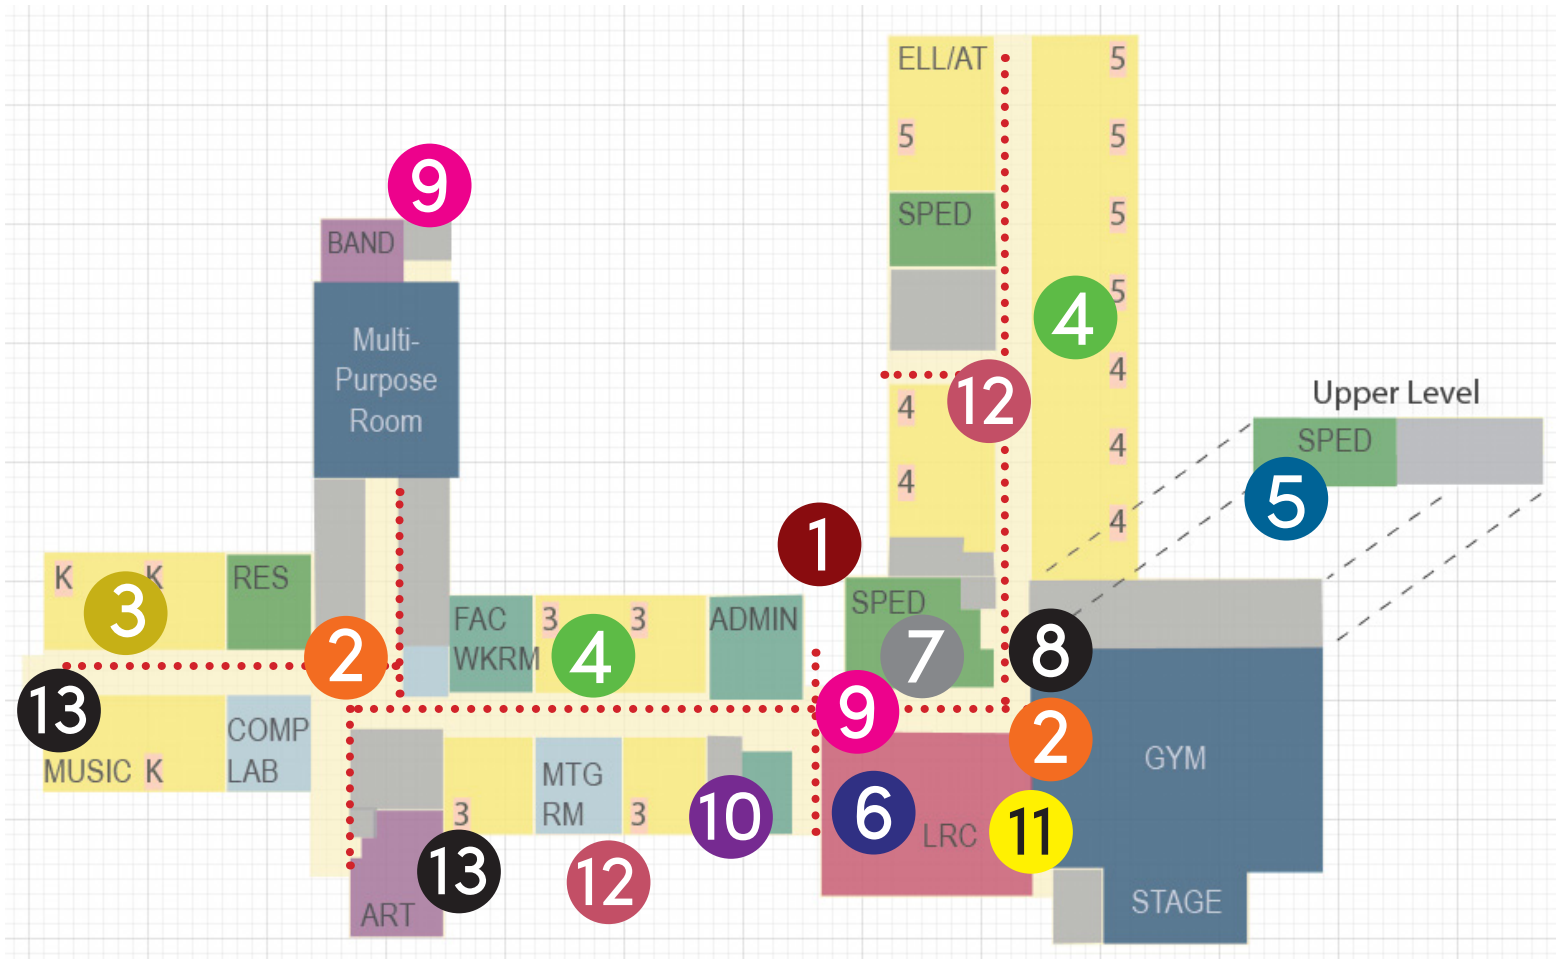 ELL/AT
5
5
5
9
SPED
5
BAND
5
4
Multi-
Purpose
Room
4
12
4
Upper Level
SPED
4
4
5
4
1
K
K
RES
3
SPED
FAC
WKRM
3
3
ADMIN
4
2
7
8
13
9
2
COMP
LAB
MUSIC
K
MTG
RM
GYM
3
3
10
6
LRC
11
13
12
ART
STAGE